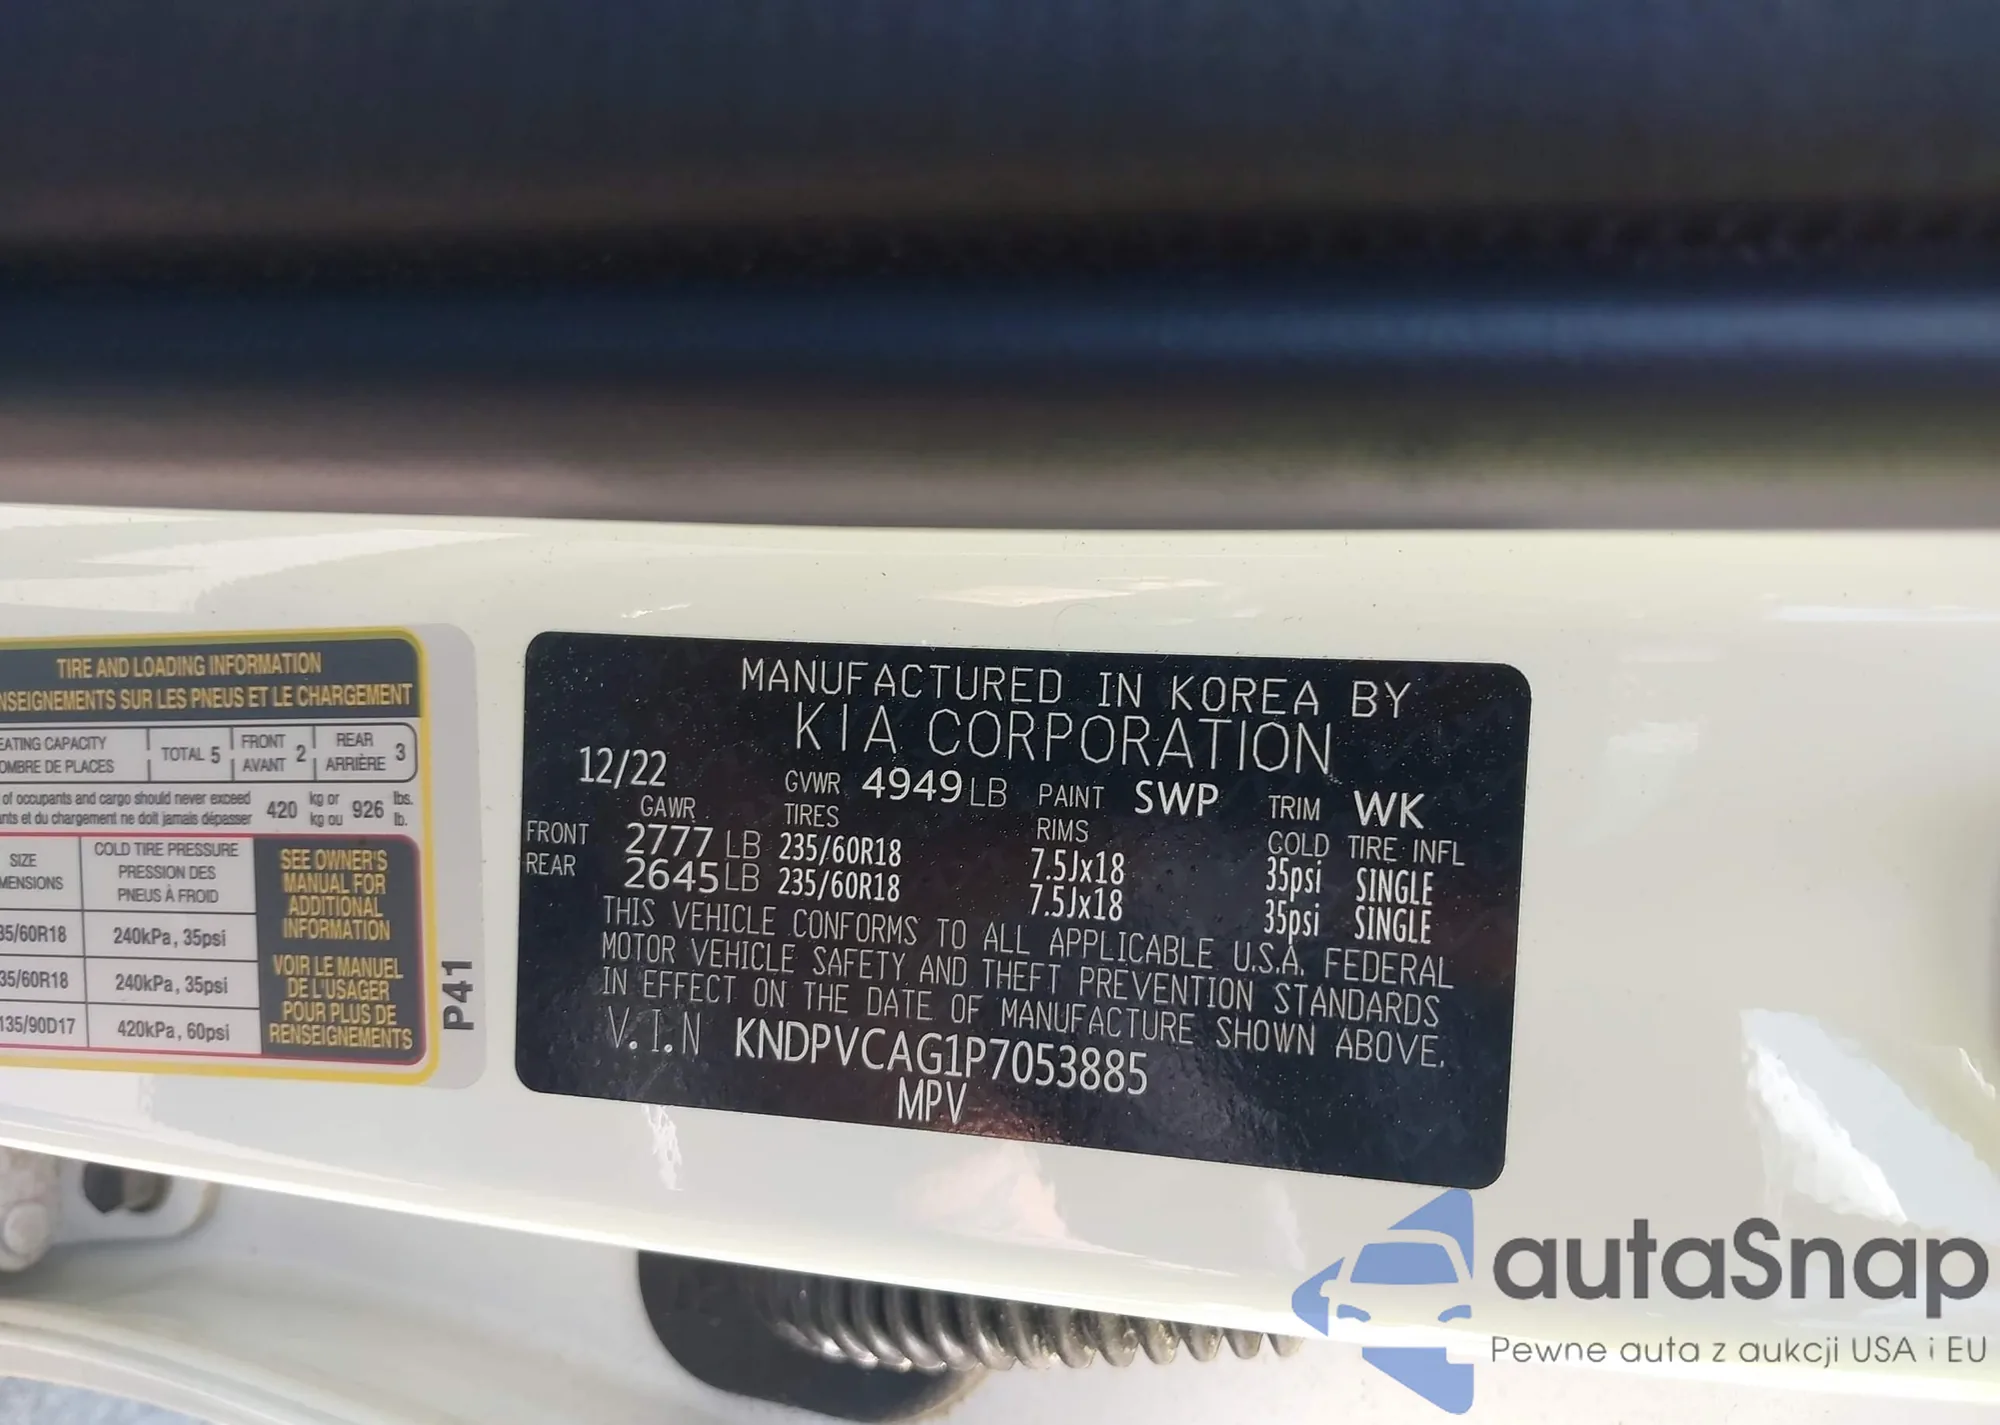 TIRE AND LOADING INFORMATION
NSEIGNEMENTS SUR LES PNEUS ET LE CHARGEMENT
EATING CAPACITY
OMBRE DE PLACES
TOTAL 5
FRONT
AVANT 2
REAR
ARRIÈRE 3
of occupants and cargo should never exceed 420 kg or 926 lbs.
nts et du chargement ne doit jamais dépasser kg ou lb.
SIZE
MENSIONS
COLD TIRE PRESSURE
PRESSION DES
PNEUS À FROID
35/60R18 240kPa, 35psi
35/60R18 240kPa, 35psi
135/90D17 420kPa, 60psi
SEE OWNER'S
MANUAL FOR
ADDITIONAL
INFORMATION
VOIR LE MANUEL
DE L'USAGER
POUR PLUS DE
RENSEIGNEMENTS
P41
MANUFACTURED IN KOREA BY
KIA CORPORATION
12/22 GVWR 4949 LB PAINT SWP TRIM WK
GAWR TIRES RIMS COLD TIRE INFL
FRONT 2777 LB 235/60R18 7.5Jx18 35psi SINGLE
REAR 2645 LB 235/60R18 7.5Jx18 35psi SINGLE
THIS VEHICLE CONFORMS TO ALL APPLICABLE U.S.A. FEDERAL
MOTOR VEHICLE SAFETY AND THEFT PREVENTION STANDARDS
IN EFFECT ON THE DATE OF MANUFACTURE SHOWN ABOVE.
V.I.N KNDPVCAG1P7053885
MPV
autaSnap
Pewne auta z aukcji USA i EU